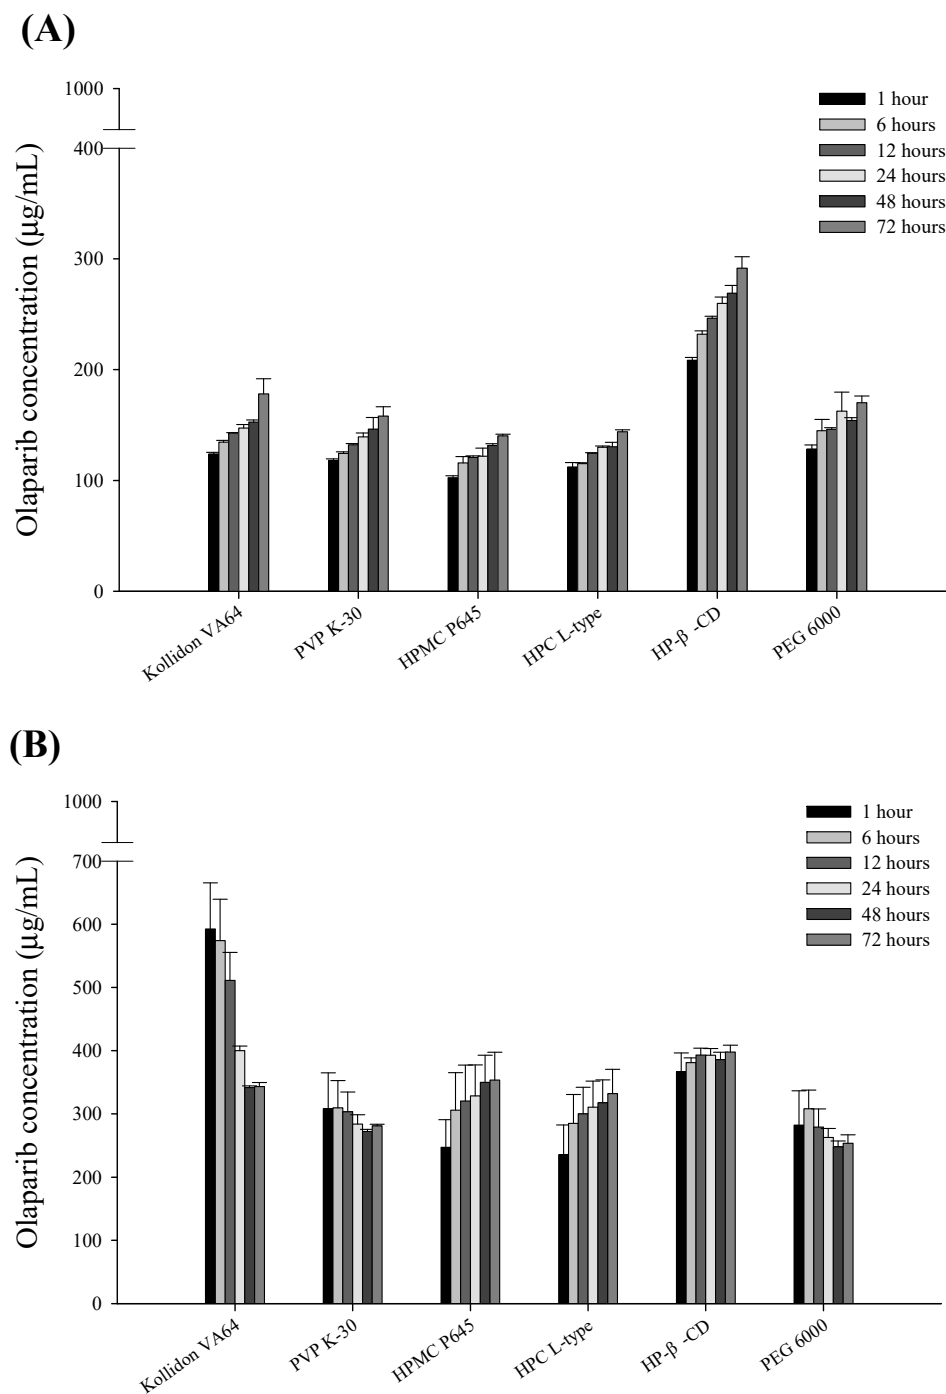 (A)
1000
400
300
200
100
0
Olaparib concentration (µg/mL)
1 hour
6 hours
12 hours
24 hours
48 hours
72 hours
Kollidon VA64
PVP K-30
HPMC P645
HPC L-type
HP-β -CD
PEG 6000
(B)
1000
700
600
500
400
300
200
100
0
Olaparib concentration (µg/mL)
1 hour
6 hours
12 hours
24 hours
48 hours
72 hours
Kollidon VA64
PVP K-30
HPMC P645
HPC L-type
HP-β -CD
PEG 6000